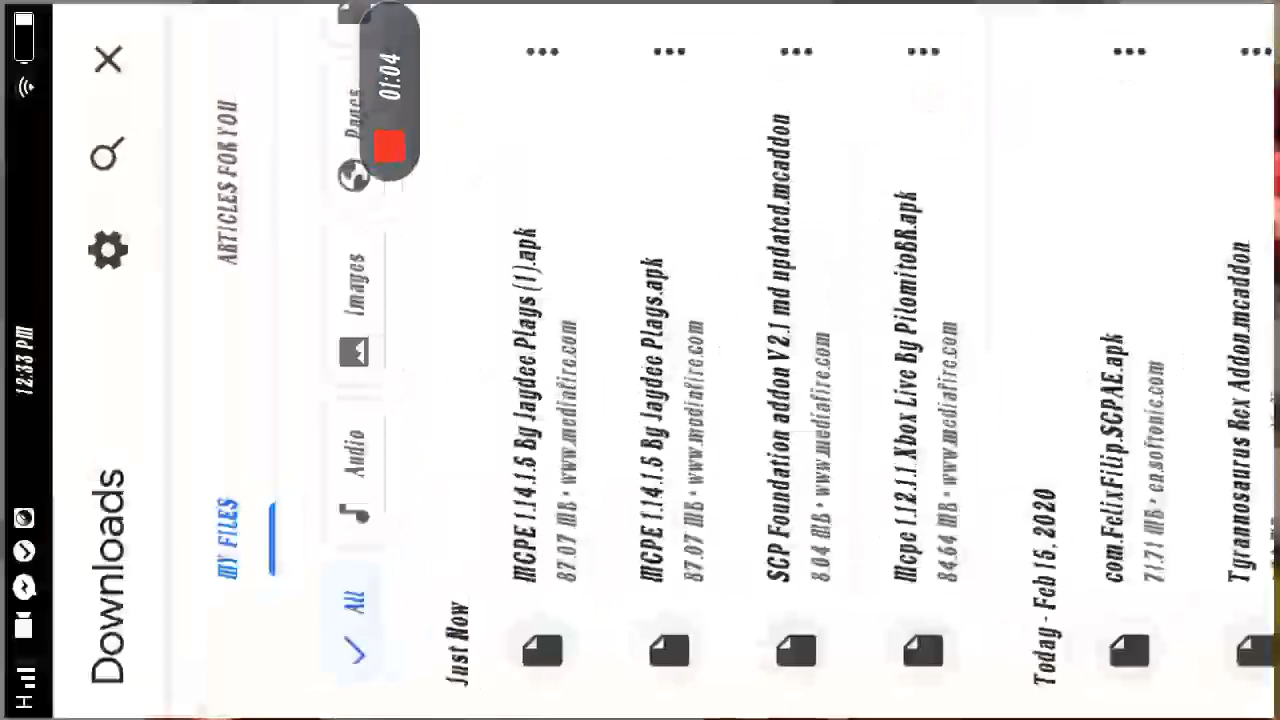 H 12:33 PM
Downloads
MY FILES ARTICLES FOR YOU
All Audio Images Pages
01:04
Just Now
MCPE 1.14.1.5 By Jaydee Plays (1).apk
87.07 MB • www.mediafire.com
MCPE 1.14.1.5 By Jaydee Plays.apk
87.07 MB • www.mediafire.com
SCP Foundation addon V2.1 md updated.mcaddon
8.04 MB • www.mediafire.com
Mcpe 1.12.1.1 Xbox Live By PilomitoBR.apk
84.64 MB • www.mediafire.com
Today - Feb 16, 2020
com.FelixFilip.SCPAE.apk
71.71 MB • en.softonic.com
Tyrannosaurus Rex Addon.mcaddon